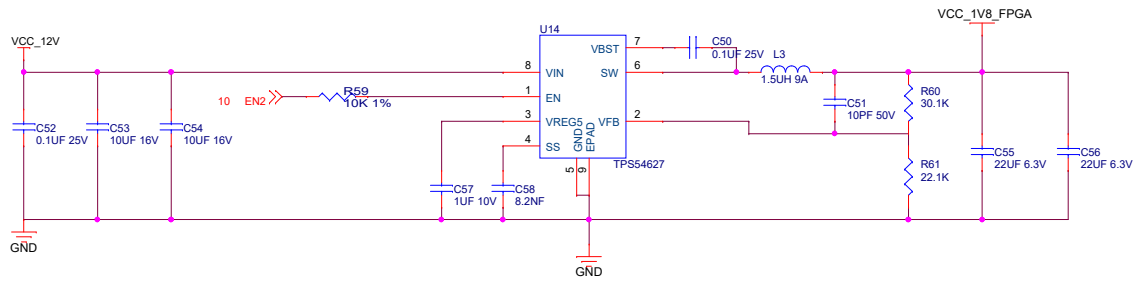 VCC_1V8_FPGA
U14
VCC_12V
7
VBST
C50
0.1UF 25V
L3
1.5UH 9A
8
VIN
SW
6
10
EN2
R59
10K 1%
1
EN
C51
10PF 50V
R60
30.1K
C52
0.1UF 25V
C53
10UF 16V
C54
10UF 16V
3
VREG5
VFB
2
4
SS
GND
EPAD
TPS54627
5
9
C55
22UF 6.3V
C56
22UF 6.3V
R61
22.1K
C57
1UF 10V
C58
8.2NF
GND
GND